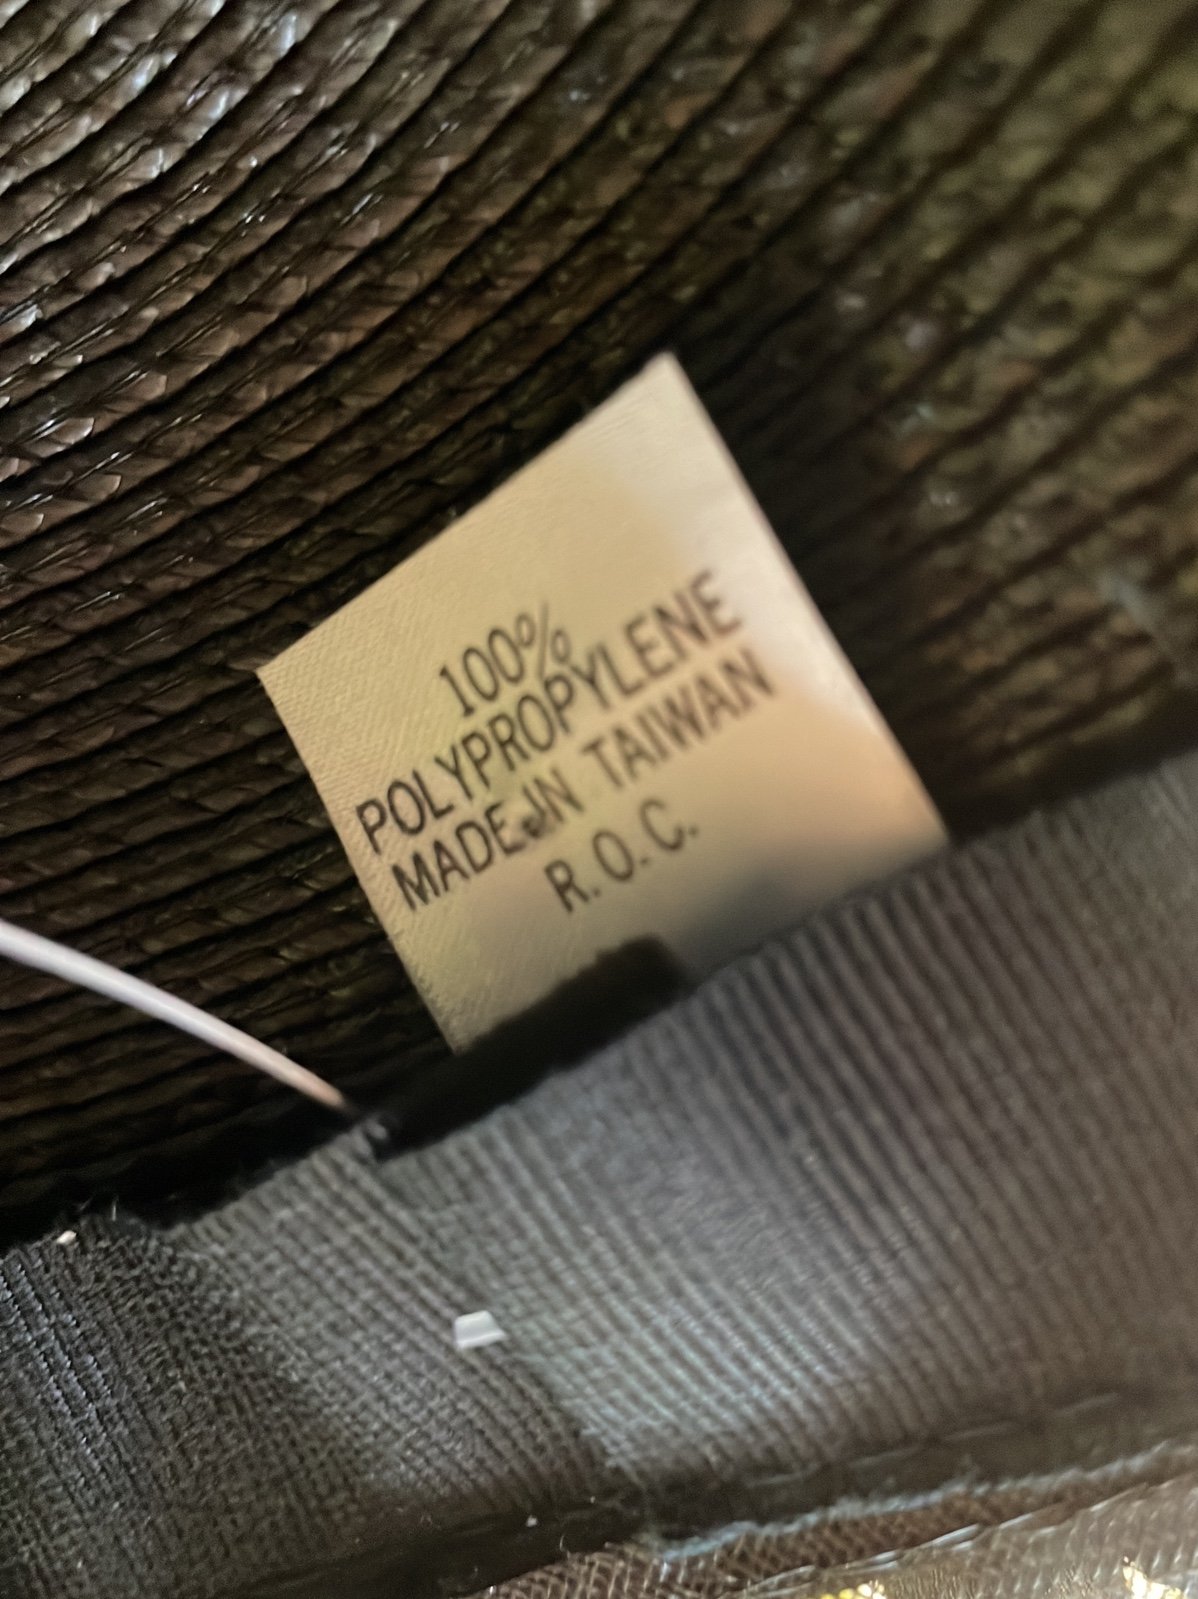 100%
POLYPROPYLENE
MADE IN TAIWAN
R.O.C.